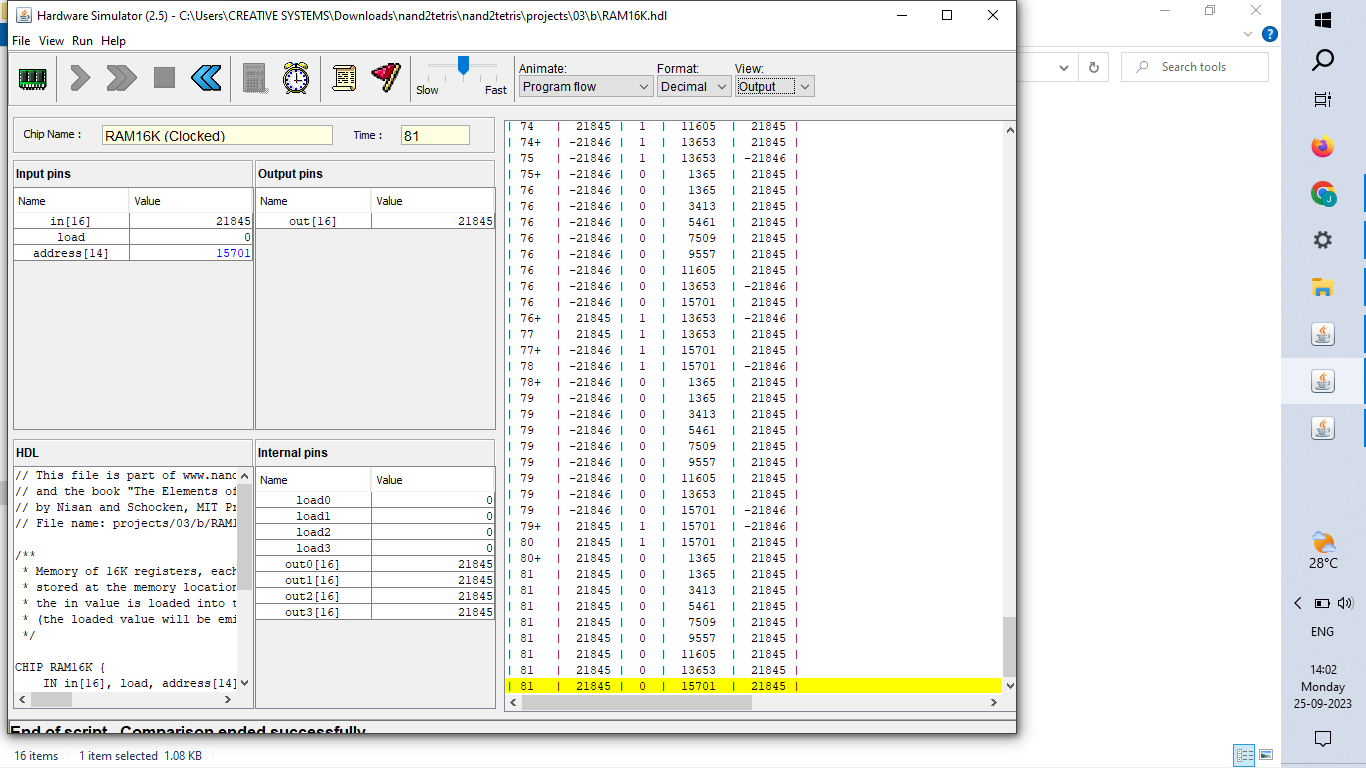 Hardware Simulator (2.5) - C:\Users\CREATIVE SYSTEMS\Downloads\nand2tetris\nand2tetris\projects\03\b\RAM16K.hdl
File View Run Help
Slow Fast
Animate: Format: View:
Program flow Decimal Output
Search tools
Chip Name : RAM16K (Clocked) Time : 81
Input pins
Name Value
in[16] 21845
load 0
address[14] 15701
Output pins
Name Value
out[16] 21845
HDL
// This file is part of www.nand
// and the book "The Elements of
// by Nisan and Schocken, MIT Pr
// File name: projects/03/b/RAM1
/**
* Memory of 16K registers, each
* stored at the memory location
* the in value is loaded into t
* (the loaded value will be emi
*/
CHIP RAM16K {
IN in[16], load, address[14]
Internal pins
Name Value
load0 0
load1 0
load2 0
load3 0
out0[16] 21845
out1[16] 21845
out2[16] 21845
out3[16] 21845
| 74 | 21845 | 1 | 11605 | 21845 |
| 74+ | -21846 | 1 | 13653 | 21845 |
| 75 | -21846 | 1 | 13653 | -21846 |
| 75+ | -21846 | 0 | 1365 | 21845 |
| 76 | -21846 | 0 | 1365 | 21845 |
| 76 | -21846 | 0 | 3413 | 21845 |
| 76 | -21846 | 0 | 5461 | 21845 |
| 76 | -21846 | 0 | 7509 | 21845 |
| 76 | -21846 | 0 | 9557 | 21845 |
| 76 | -21846 | 0 | 11605 | 21845 |
| 76 | -21846 | 0 | 13653 | -21846 |
| 76 | -21846 | 0 | 15701 | 21845 |
| 76+ | 21845 | 1 | 13653 | -21846 |
| 77 | 21845 | 1 | 13653 | 21845 |
| 77+ | -21846 | 1 | 15701 | 21845 |
| 78 | -21846 | 1 | 15701 | -21846 |
| 78+ | -21846 | 0 | 1365 | 21845 |
| 79 | -21846 | 0 | 1365 | 21845 |
| 79 | -21846 | 0 | 3413 | 21845 |
| 79 | -21846 | 0 | 5461 | 21845 |
| 79 | -21846 | 0 | 7509 | 21845 |
| 79 | -21846 | 0 | 9557 | 21845 |
| 79 | -21846 | 0 | 11605 | 21845 |
| 79 | -21846 | 0 | 13653 | 21845 |
| 79 | -21846 | 0 | 15701 | -21846 |
| 79+ | 21845 | 1 | 15701 | -21846 |
| 80 | 21845 | 1 | 15701 | 21845 |
| 80+ | 21845 | 0 | 1365 | 21845 |
| 81 | 21845 | 0 | 1365 | 21845 |
| 81 | 21845 | 0 | 3413 | 21845 |
| 81 | 21845 | 0 | 5461 | 21845 |
| 81 | 21845 | 0 | 7509 | 21845 |
| 81 | 21845 | 0 | 9557 | 21845 |
| 81 | 21845 | 0 | 11605 | 21845 |
| 81 | 21845 | 0 | 13653 | 21845 |
| 81 | 21845 | 0 | 15701 | 21845 |
End of script - Comparison ended successfully
16 items 1 item selected 1.08 KB
J
28°C
ENG
14:02
Monday
25-09-2023